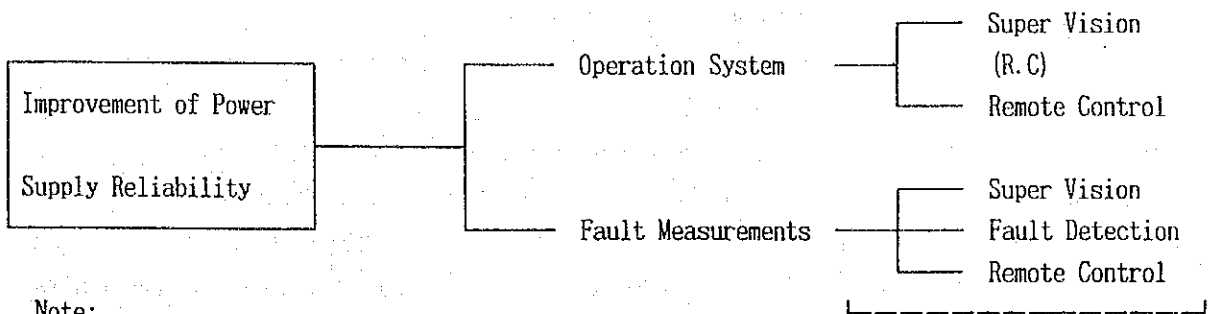 Super Vision
Operation System
(R.C)
Improvement of Power
Remote Control
Supply Reliability
Super Vision
Fault Measurements
Fault Detection
Remote Control
Note: